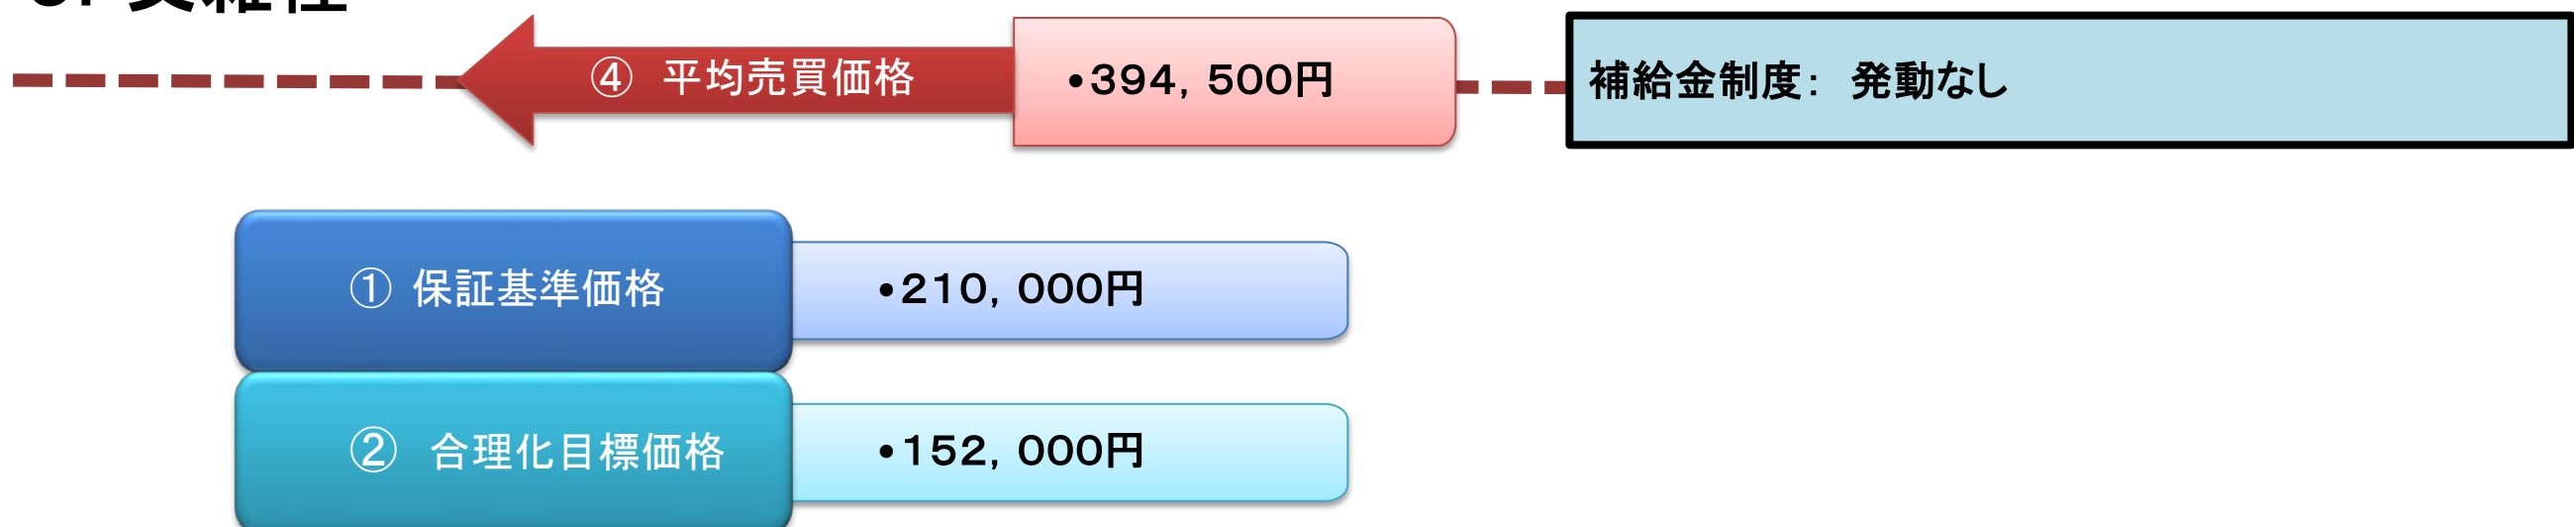 ④ 平均売買価格
•394, 500円
補給金制度： 発動なし
① 保証基準価格
•210, 000円
② 合理化目標価格
•152, 000円